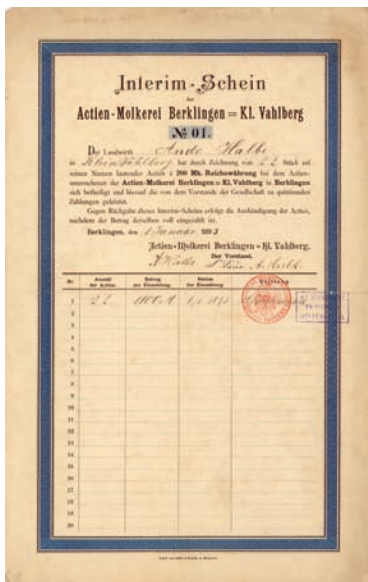 Interim-Schein
der
Actien-Molkerei Berklingen = Kl. Vahlberg
№ 01.
Der Landwirth Halbe
in Klein Vahlberg hat durch Zeichnung von 22 Stück auf
seinen Namen lautender Actien à 200 Mk. Reichswährung bei dem Actien-
unternehmen der Actien-Molkerei Berklingen = Kl. Vahlberg in Berklingen
sich betheiligt und hierauf die von dem Vorstande der Gesellschaft zu quittirenden
Zahlungen geleistet.
Gegen Rückgabe dieses Interim-Scheins erfolgt die Aushändigung der Actien,
nachdem der Betrag derselben voll eingezahlt ist.
Berklingen, den 1. Januar 1893
Actien-Molkerei Berklingen = Kl. Vahlberg.
Der Vorstand.
Nr. Anzahl der Actien Betrag der Einzahlung Datum der Einzahlung Quittung
1 22
2
3
4
5
6
7
8
9
10
11
12
13
14
15
16
17
18
19
20